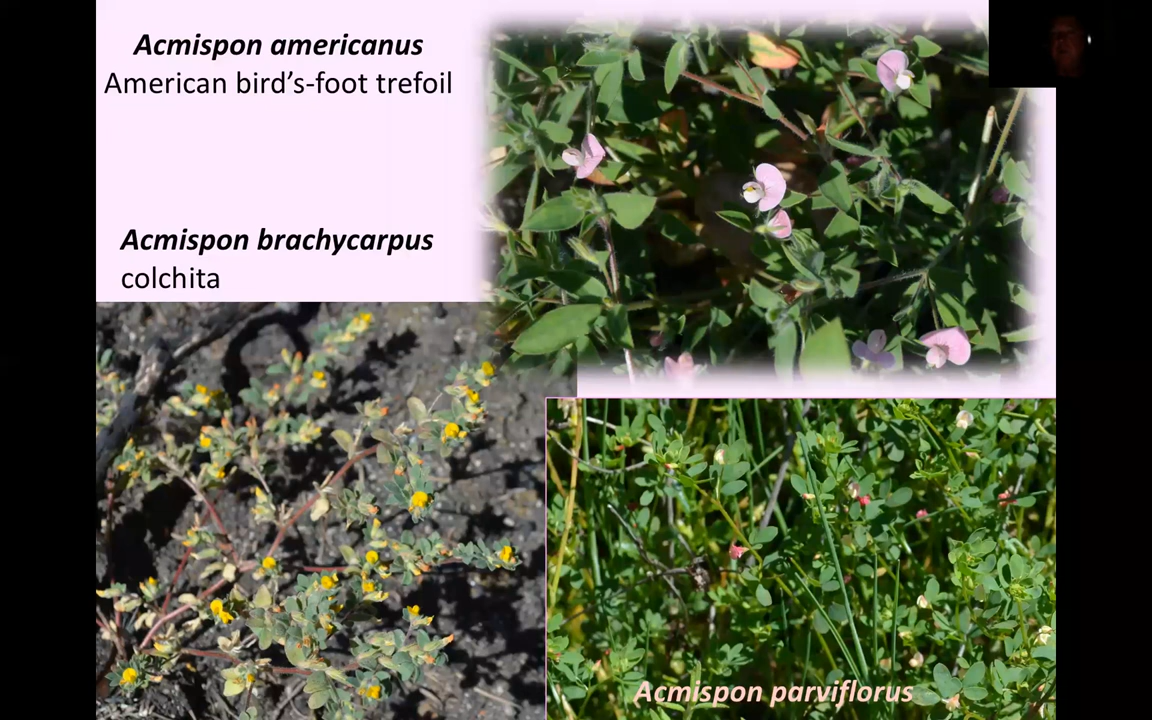 Acmispon americanus
American bird’s-foot trefoil
Acmispon brachycarpus
colchita
Acmispon parviflorus